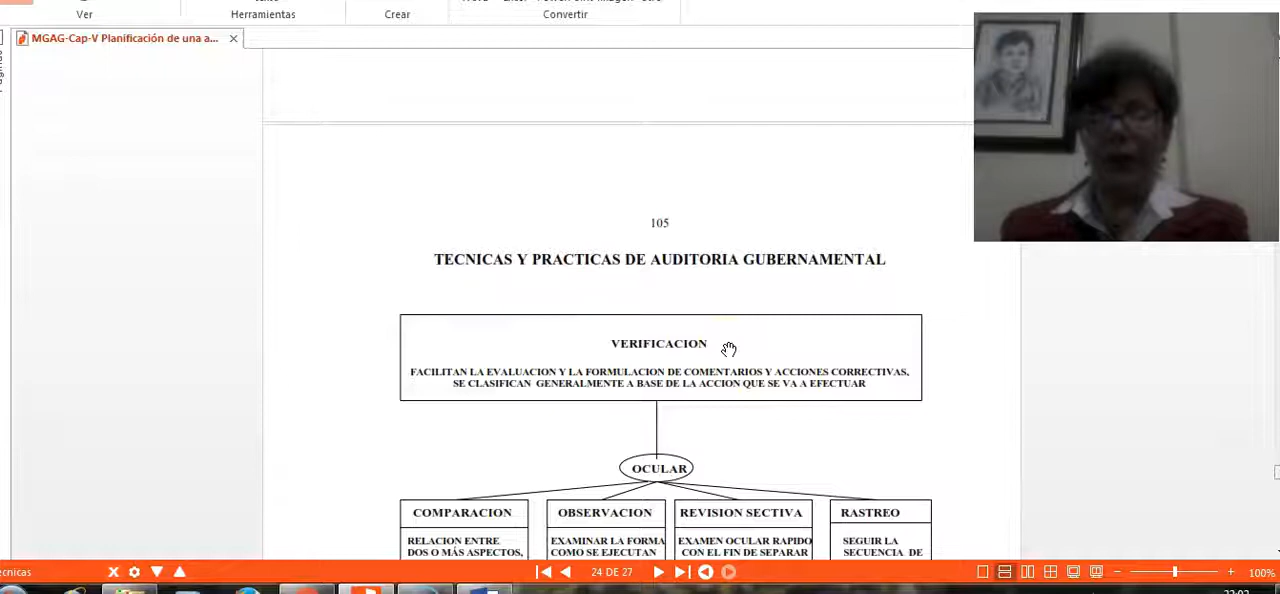 Ver
Herramientas
Crear
Convertir
MGAG-Cap-V Planificación de una a...
105
TECNICAS Y PRACTICAS DE AUDITORIA GUBERNAMENTAL
VERIFICACION
FACILITAN LA EVALUACION Y LA FORMULACION DE COMENTARIOS Y ACCIONES CORRECTIVAS,
SE CLASIFICAN GENERALMENTE A BASE DE LA ACCION QUE SE VA A EFECTUAR
OCULAR
COMPARACION
RELACION ENTRE
DOS O MÁS ASPECTOS,
OBSERVACION
EXAMINAR LA FORMA
COMO SE EJECUTAN
REVISION SECTIVA
EXAMEN OCULAR RAPIDO
CON EL FIN DE SEPARAR
RASTREO
SEGUIR LA
SECUENCIA DE
ecnicas
24 DE 27
100%